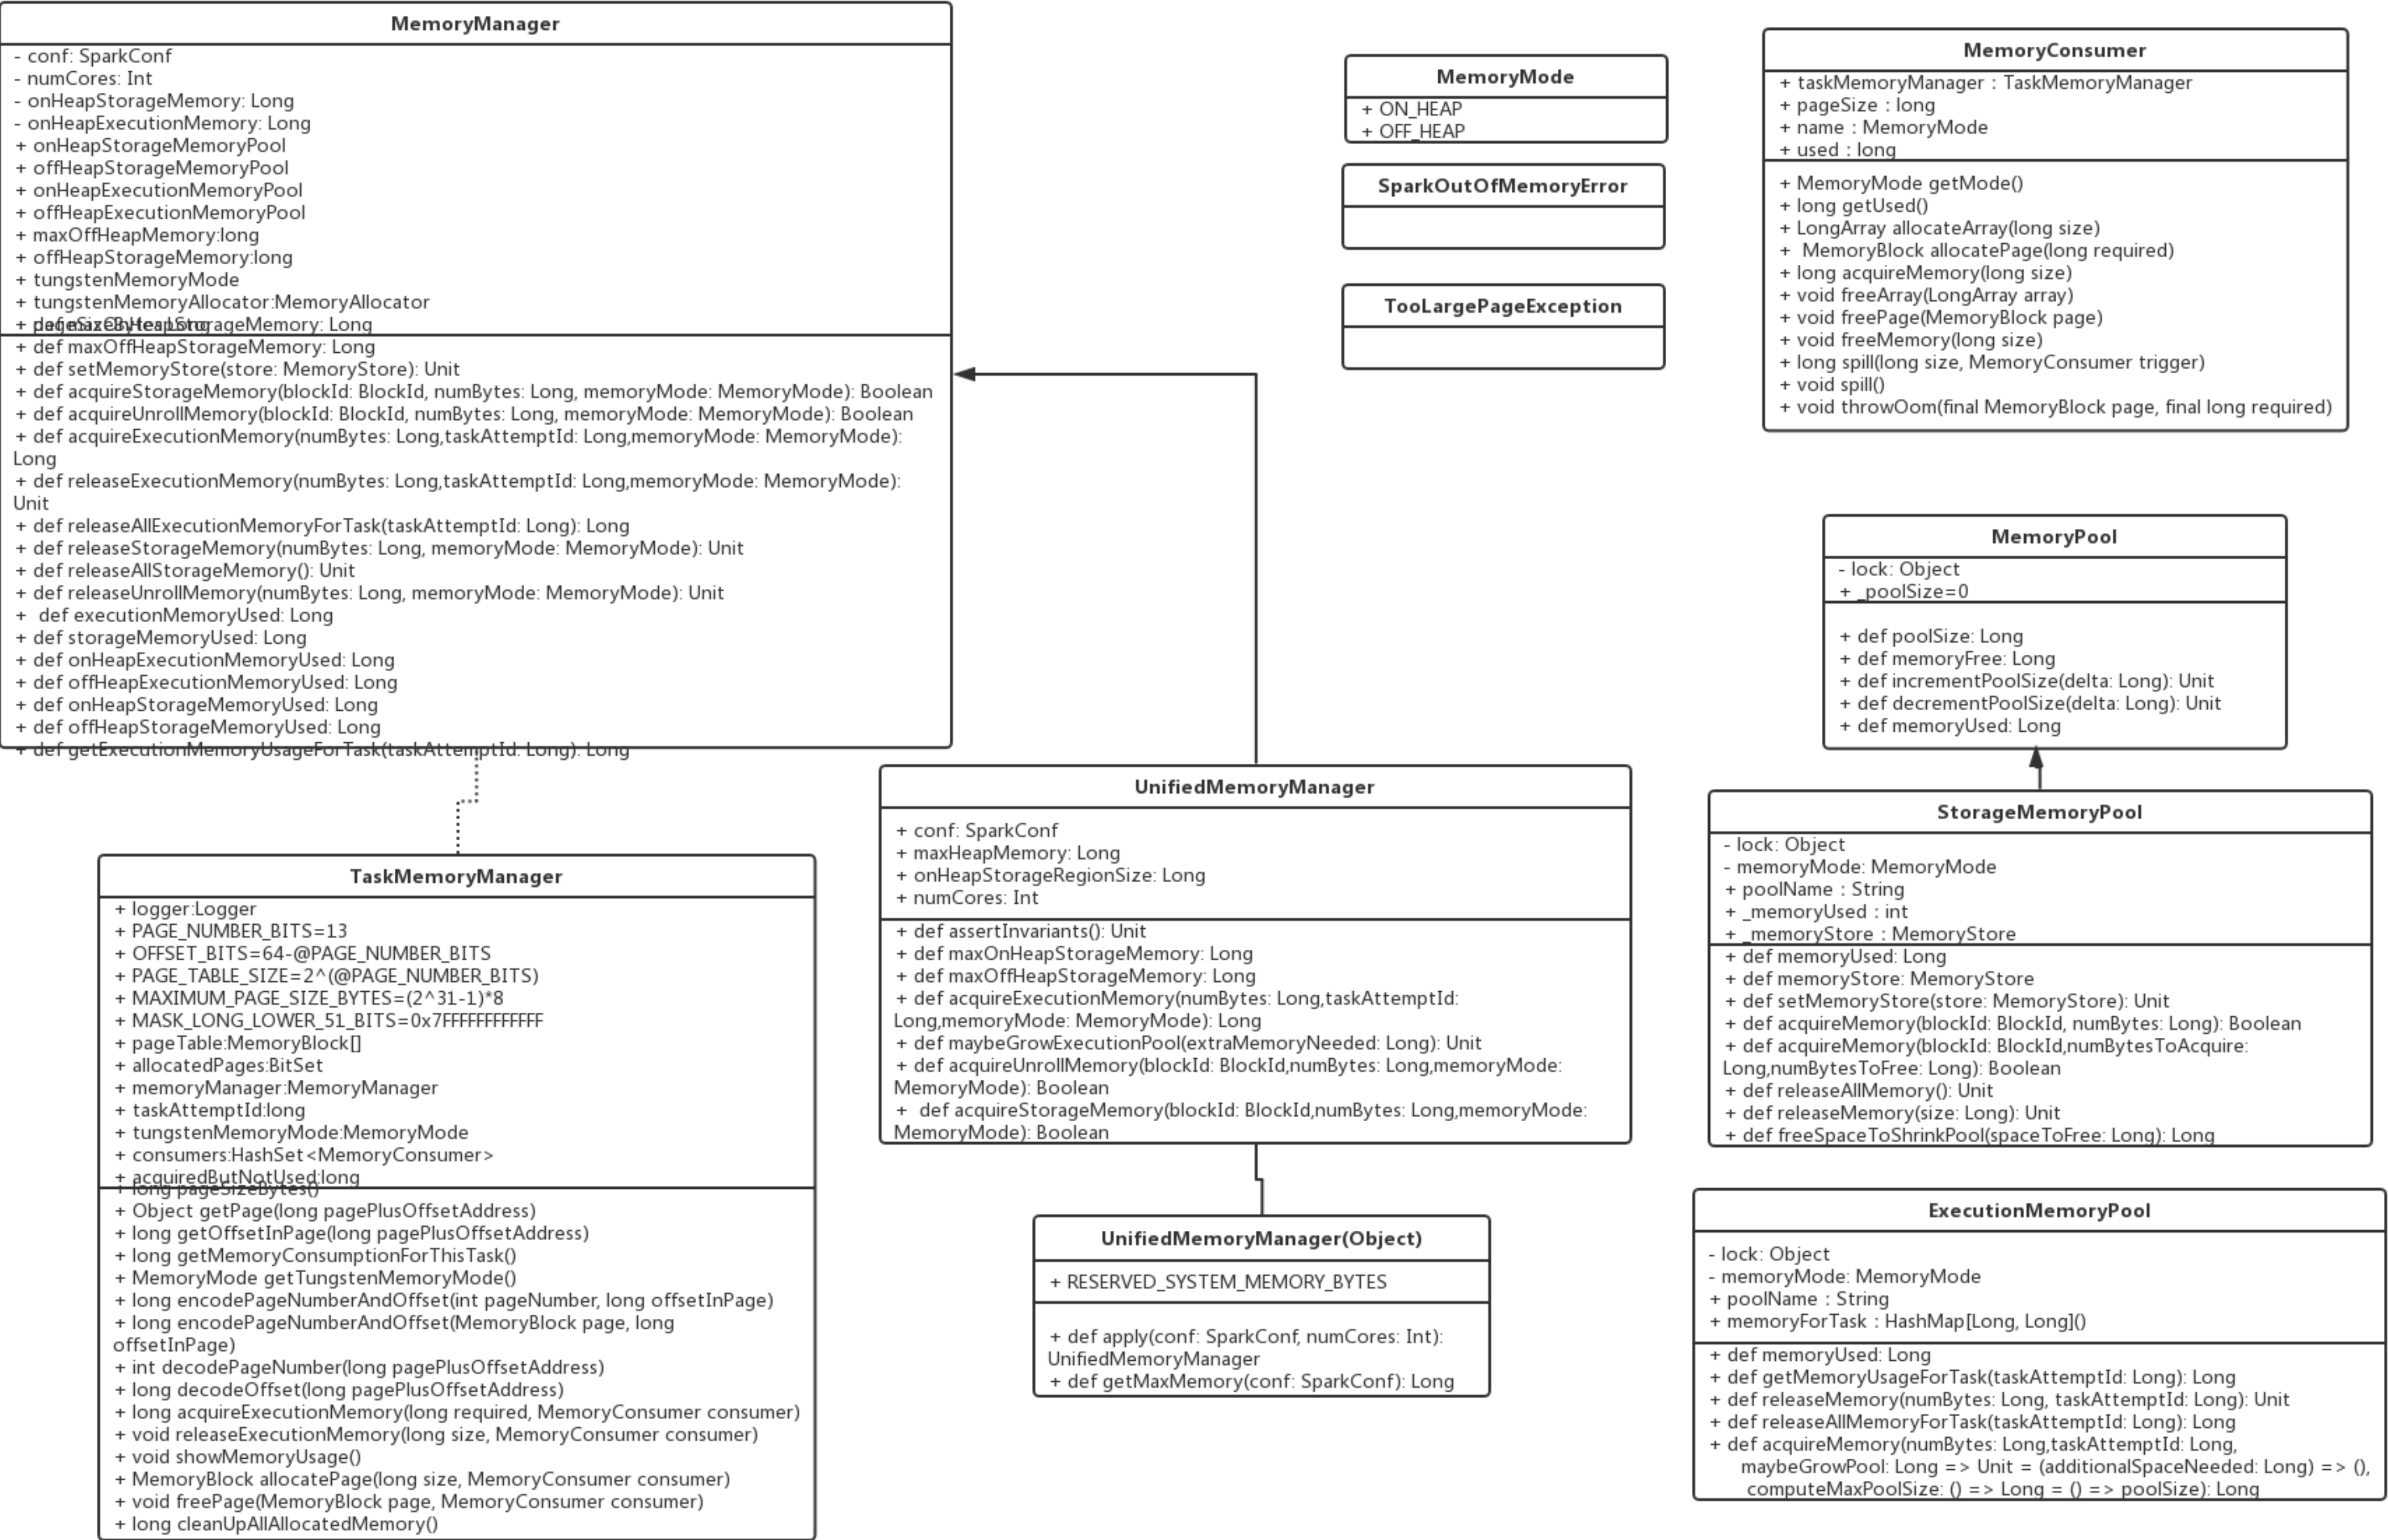 MemoryManager
- conf: SparkConf
- numCores: Int
- onHeapStorageMemory: Long
- onHeapExecutionMemory: Long
+ onHeapStorageMemoryPool
+ offHeapStorageMemoryPool
+ onHeapExecutionMemoryPool
+ offHeapExecutionMemoryPool
+ maxOffHeapMemory:long
+ offHeapStorageMemory:long
+ tungstenMemoryMode
+ tungstenMemoryAllocator:MemoryAllocator
+ pageSizeBytes:Long
+ def maxOnHeapStorageMemory: Long
+ def maxOffHeapStorageMemory: Long
+ def setMemoryStore(store: MemoryStore): Unit
+ def acquireStorageMemory(blockId: BlockId, numBytes: Long, memoryMode: MemoryMode): Boolean
+ def acquireUnrollMemory(blockId: BlockId, numBytes: Long, memoryMode: MemoryMode): Boolean
+ def acquireExecutionMemory(numBytes: Long,taskAttemptId: Long,memoryMode: MemoryMode):
Long
+ def releaseExecutionMemory(numBytes: Long,taskAttemptId: Long,memoryMode: MemoryMode):
Unit
+ def releaseAllExecutionMemoryForTask(taskAttemptId: Long): Long
+ def releaseStorageMemory(numBytes: Long, memoryMode: MemoryMode): Unit
+ def releaseAllStorageMemory(): Unit
+ def releaseUnrollMemory(numBytes: Long, memoryMode: MemoryMode): Unit
+  def executionMemoryUsed: Long
+ def storageMemoryUsed: Long
+ def onHeapExecutionMemoryUsed: Long
+ def offHeapExecutionMemoryUsed: Long
+ def onHeapStorageMemoryUsed: Long
+ def offHeapStorageMemoryUsed: Long
+ def getExecutionMemoryUsageForTask(taskAttemptId: Long): Long
MemoryMode
+ ON_HEAP
+ OFF_HEAP
SparkOutOfMemoryError
TooLargePageException
MemoryConsumer
+ taskMemoryManager : TaskMemoryManager
+ pageSize : long
+ name : MemoryMode
+ used : long
+ MemoryMode getMode()
+ long getUsed()
+ LongArray allocateArray(long size)
+  MemoryBlock allocatePage(long required)
+ long acquireMemory(long size)
+ void freeArray(LongArray array)
+ void freePage(MemoryBlock page)
+ void freeMemory(long size)
+ long spill(long size, MemoryConsumer trigger)
+ void spill()
+ void throwOom(final MemoryBlock page, final long required)
MemoryPool
- lock: Object
+ _poolSize=0
+ def poolSize: Long
+ def memoryFree: Long
+ def incrementPoolSize(delta: Long): Unit
+ def decrementPoolSize(delta: Long): Unit
+ def memoryUsed: Long
TaskMemoryManager
+ logger:Logger
+ PAGE_NUMBER_BITS=13
+ OFFSET_BITS=64-@PAGE_NUMBER_BITS
+ PAGE_TABLE_SIZE=2^(@PAGE_NUMBER_BITS)
+ MAXIMUM_PAGE_SIZE_BYTES=(2^31-1)*8
+ MASK_LONG_LOWER_51_BITS=0x7FFFFFFFFFFFF
+ pageTable:MemoryBlock[]
+ allocatedPages:BitSet
+ memoryManager:MemoryManager
+ taskAttemptId:long
+ tungstenMemoryMode:MemoryMode
+ consumers:HashSet<MemoryConsumer>
+ acquiredButNotUsed:long
+ long pageSizeBytes()
+ Object getPage(long pagePlusOffsetAddress)
+ long getOffsetInPage(long pagePlusOffsetAddress)
+ long getMemoryConsumptionForThisTask()
+ MemoryMode getTungstenMemoryMode()
+ long encodePageNumberAndOffset(int pageNumber, long offsetInPage)
+ long encodePageNumberAndOffset(MemoryBlock page, long
offsetInPage)
+ int decodePageNumber(long pagePlusOffsetAddress)
+ long decodeOffset(long pagePlusOffsetAddress)
+ long acquireExecutionMemory(long required, MemoryConsumer consumer)
+ void releaseExecutionMemory(long size, MemoryConsumer consumer)
+ void showMemoryUsage()
+ MemoryBlock allocatePage(long size, MemoryConsumer consumer)
+ void freePage(MemoryBlock page, MemoryConsumer consumer)
+ long cleanUpAllAllocatedMemory()
UnifiedMemoryManager
+ conf: SparkConf
+ maxHeapMemory: Long
+ onHeapStorageRegionSize: Long
+ numCores: Int
+ def assertInvariants(): Unit
+ def maxOnHeapStorageMemory: Long
+ def maxOffHeapStorageMemory: Long
+ def acquireExecutionMemory(numBytes: Long,taskAttemptId:
Long,memoryMode: MemoryMode): Long
+ def maybeGrowExecutionPool(extraMemoryNeeded: Long): Unit
+ def acquireUnrollMemory(blockId: BlockId,numBytes: Long,memoryMode:
MemoryMode): Boolean
+  def acquireStorageMemory(blockId: BlockId,numBytes: Long,memoryMode:
MemoryMode): Boolean
UnifiedMemoryManager(Object)
+ RESERVED_SYSTEM_MEMORY_BYTES
+ def apply(conf: SparkConf, numCores: Int):
UnifiedMemoryManager
+ def getMaxMemory(conf: SparkConf): Long
StorageMemoryPool
- lock: Object
- memoryMode: MemoryMode
+ poolName : String
+ _memoryUsed : int
+ _memoryStore : MemoryStore
+ def memoryUsed: Long
+ def memoryStore: MemoryStore
+ def setMemoryStore(store: MemoryStore): Unit
+ def acquireMemory(blockId: BlockId, numBytes: Long): Boolean
+ def acquireMemory(blockId: BlockId,numBytesToAcquire:
Long,numBytesToFree: Long): Boolean
+ def releaseAllMemory(): Unit
+ def releaseMemory(size: Long): Unit
+ def freeSpaceToShrinkPool(spaceToFree: Long): Long
ExecutionMemoryPool
- lock: Object
- memoryMode: MemoryMode
+ poolName : String
+ memoryForTask : HashMap[Long, Long]()
+ def memoryUsed: Long
+ def getMemoryUsageForTask(taskAttemptId: Long): Long
+ def releaseMemory(numBytes: Long, taskAttemptId: Long): Unit
+ def releaseAllMemoryForTask(taskAttemptId: Long): Long
+ def acquireMemory(numBytes: Long,taskAttemptId: Long,
maybeGrowPool: Long => Unit = (additionalSpaceNeeded: Long) => (),
computeMaxPoolSize: () => Long = () => poolSize): Long